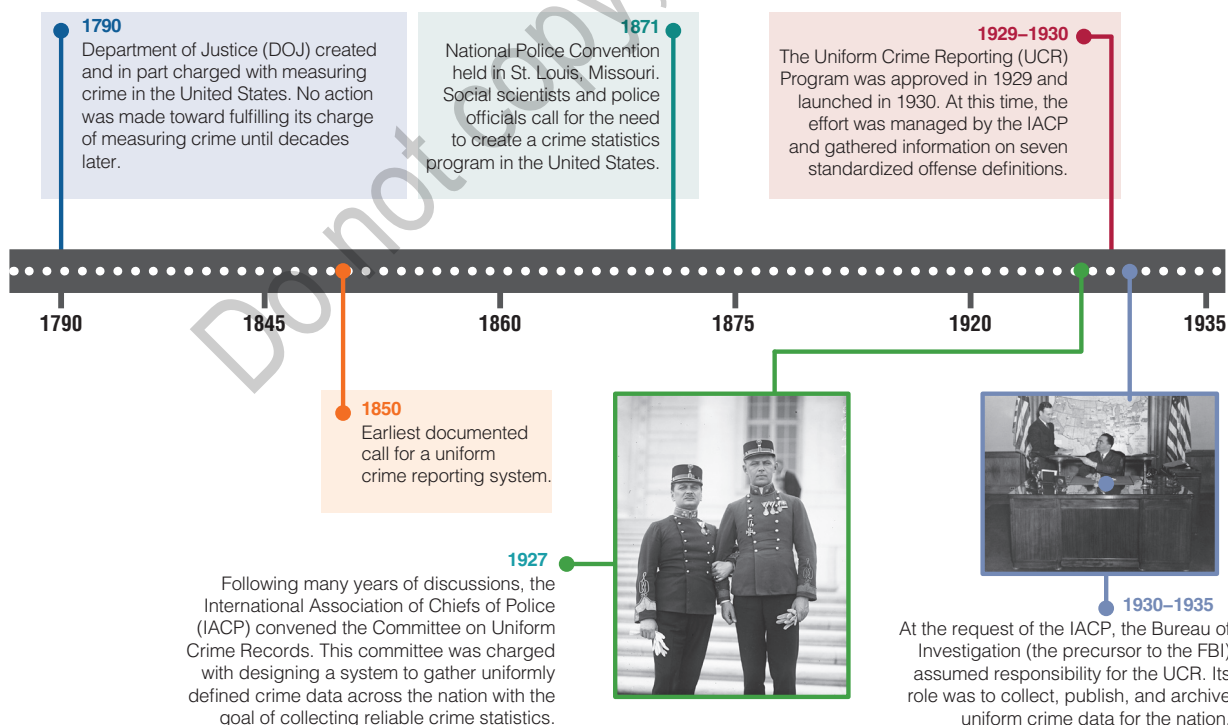 1790
Department of Justice (DOJ) created
and in part charged with measuring
crime in the United States. No action
was made toward fulfilling its charge
of measuring crime until decades
later.
1871
National Police Convention
held in St. Louis, Missouri.
Social scientists and police
officials call for the need
to create a crime statistics
program in the United States.
1929–1930
The Uniform Crime Reporting (UCR)
Program was approved in 1929 and
launched in 1930. At this time, the
effort was managed by the IACP
and gathered information on seven
standardized offense definitions.
Do not copy,
1790 1845 1860 1875 1920 1935
1850
Earliest documented
call for a uniform
crime reporting system.
1927
Following many years of discussions, the
International Association of Chiefs of Police
(IACP) convened the Committee on Uniform
Crime Records. This committee was charged
with designing a system to gather uniformly
defined crime data across the nation with the
goal of collecting reliable crime statistics.
1930–1935
At the request of the IACP, the Bureau of
Investigation (the precursor to the FBI)
assumed responsibility for the UCR. Its
role was to collect, publish, and archive
uniform crime data for the nation.